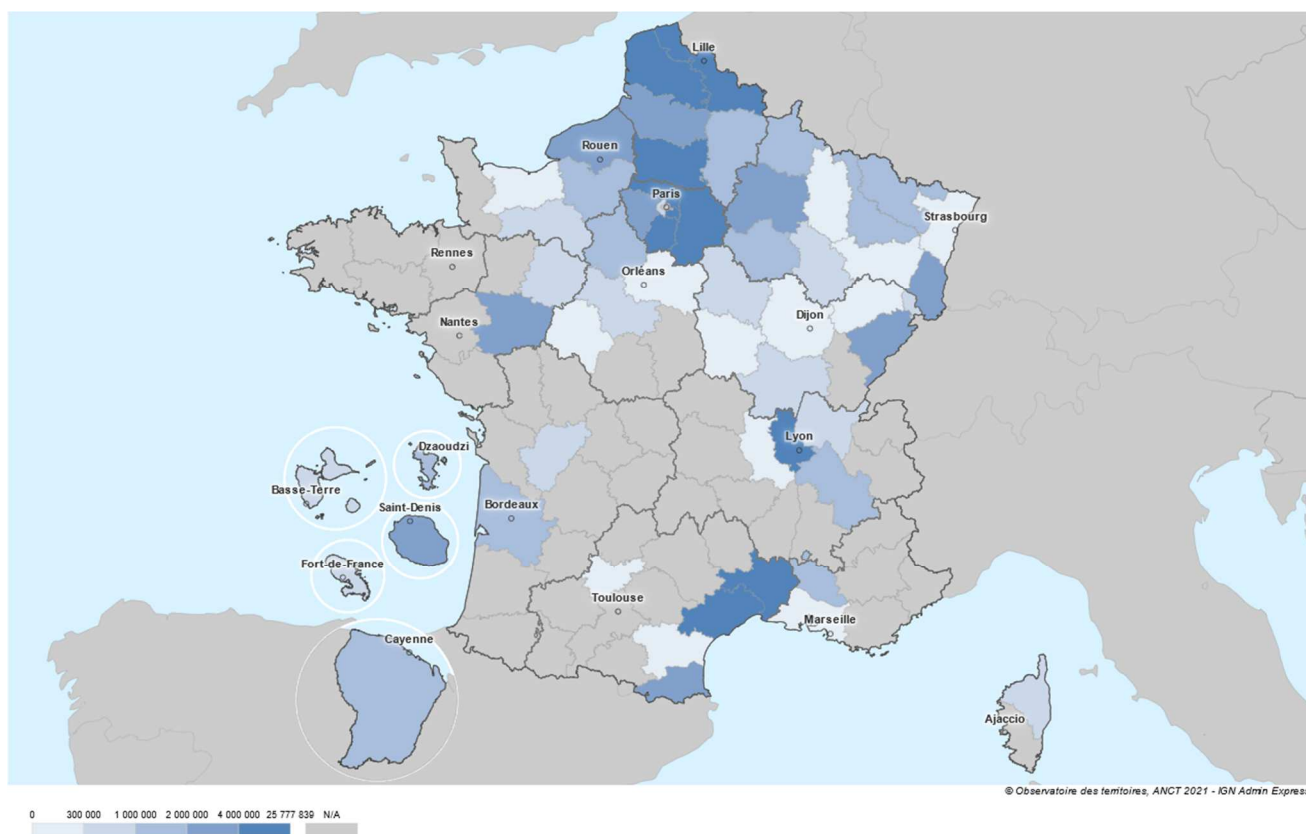 Lille
Rouen
Paris
Strasbourg
Rennes
Orléans
Nantes
Dijon
Lyon
Dzaoudzi
Basse-Terre
Saint-Denis
Bordeaux
Fort-de-France
Toulouse
Marseille
Cayenne
Ajaccio
© Observatoire des territoires, ANCT 2021 - IGN Admin Express
0 300 000 1 000 000 2 000 000 4 000 000 25 777 839 N/A